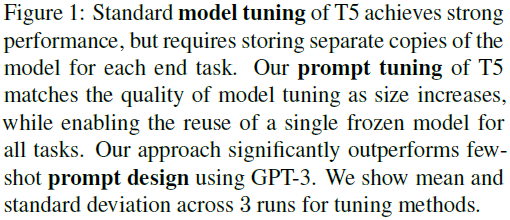 Figure 1: Standard model tuning of T5 achieves strong
performance, but requires storing separate copies of the
model for each end task. Our prompt tuning of T5
matches the quality of model tuning as size increases,
while enabling the reuse of a single frozen model for
all tasks. Our approach significantly outperforms few-
shot prompt design using GPT-3. We show mean and
standard deviation across 3 runs for tuning methods.